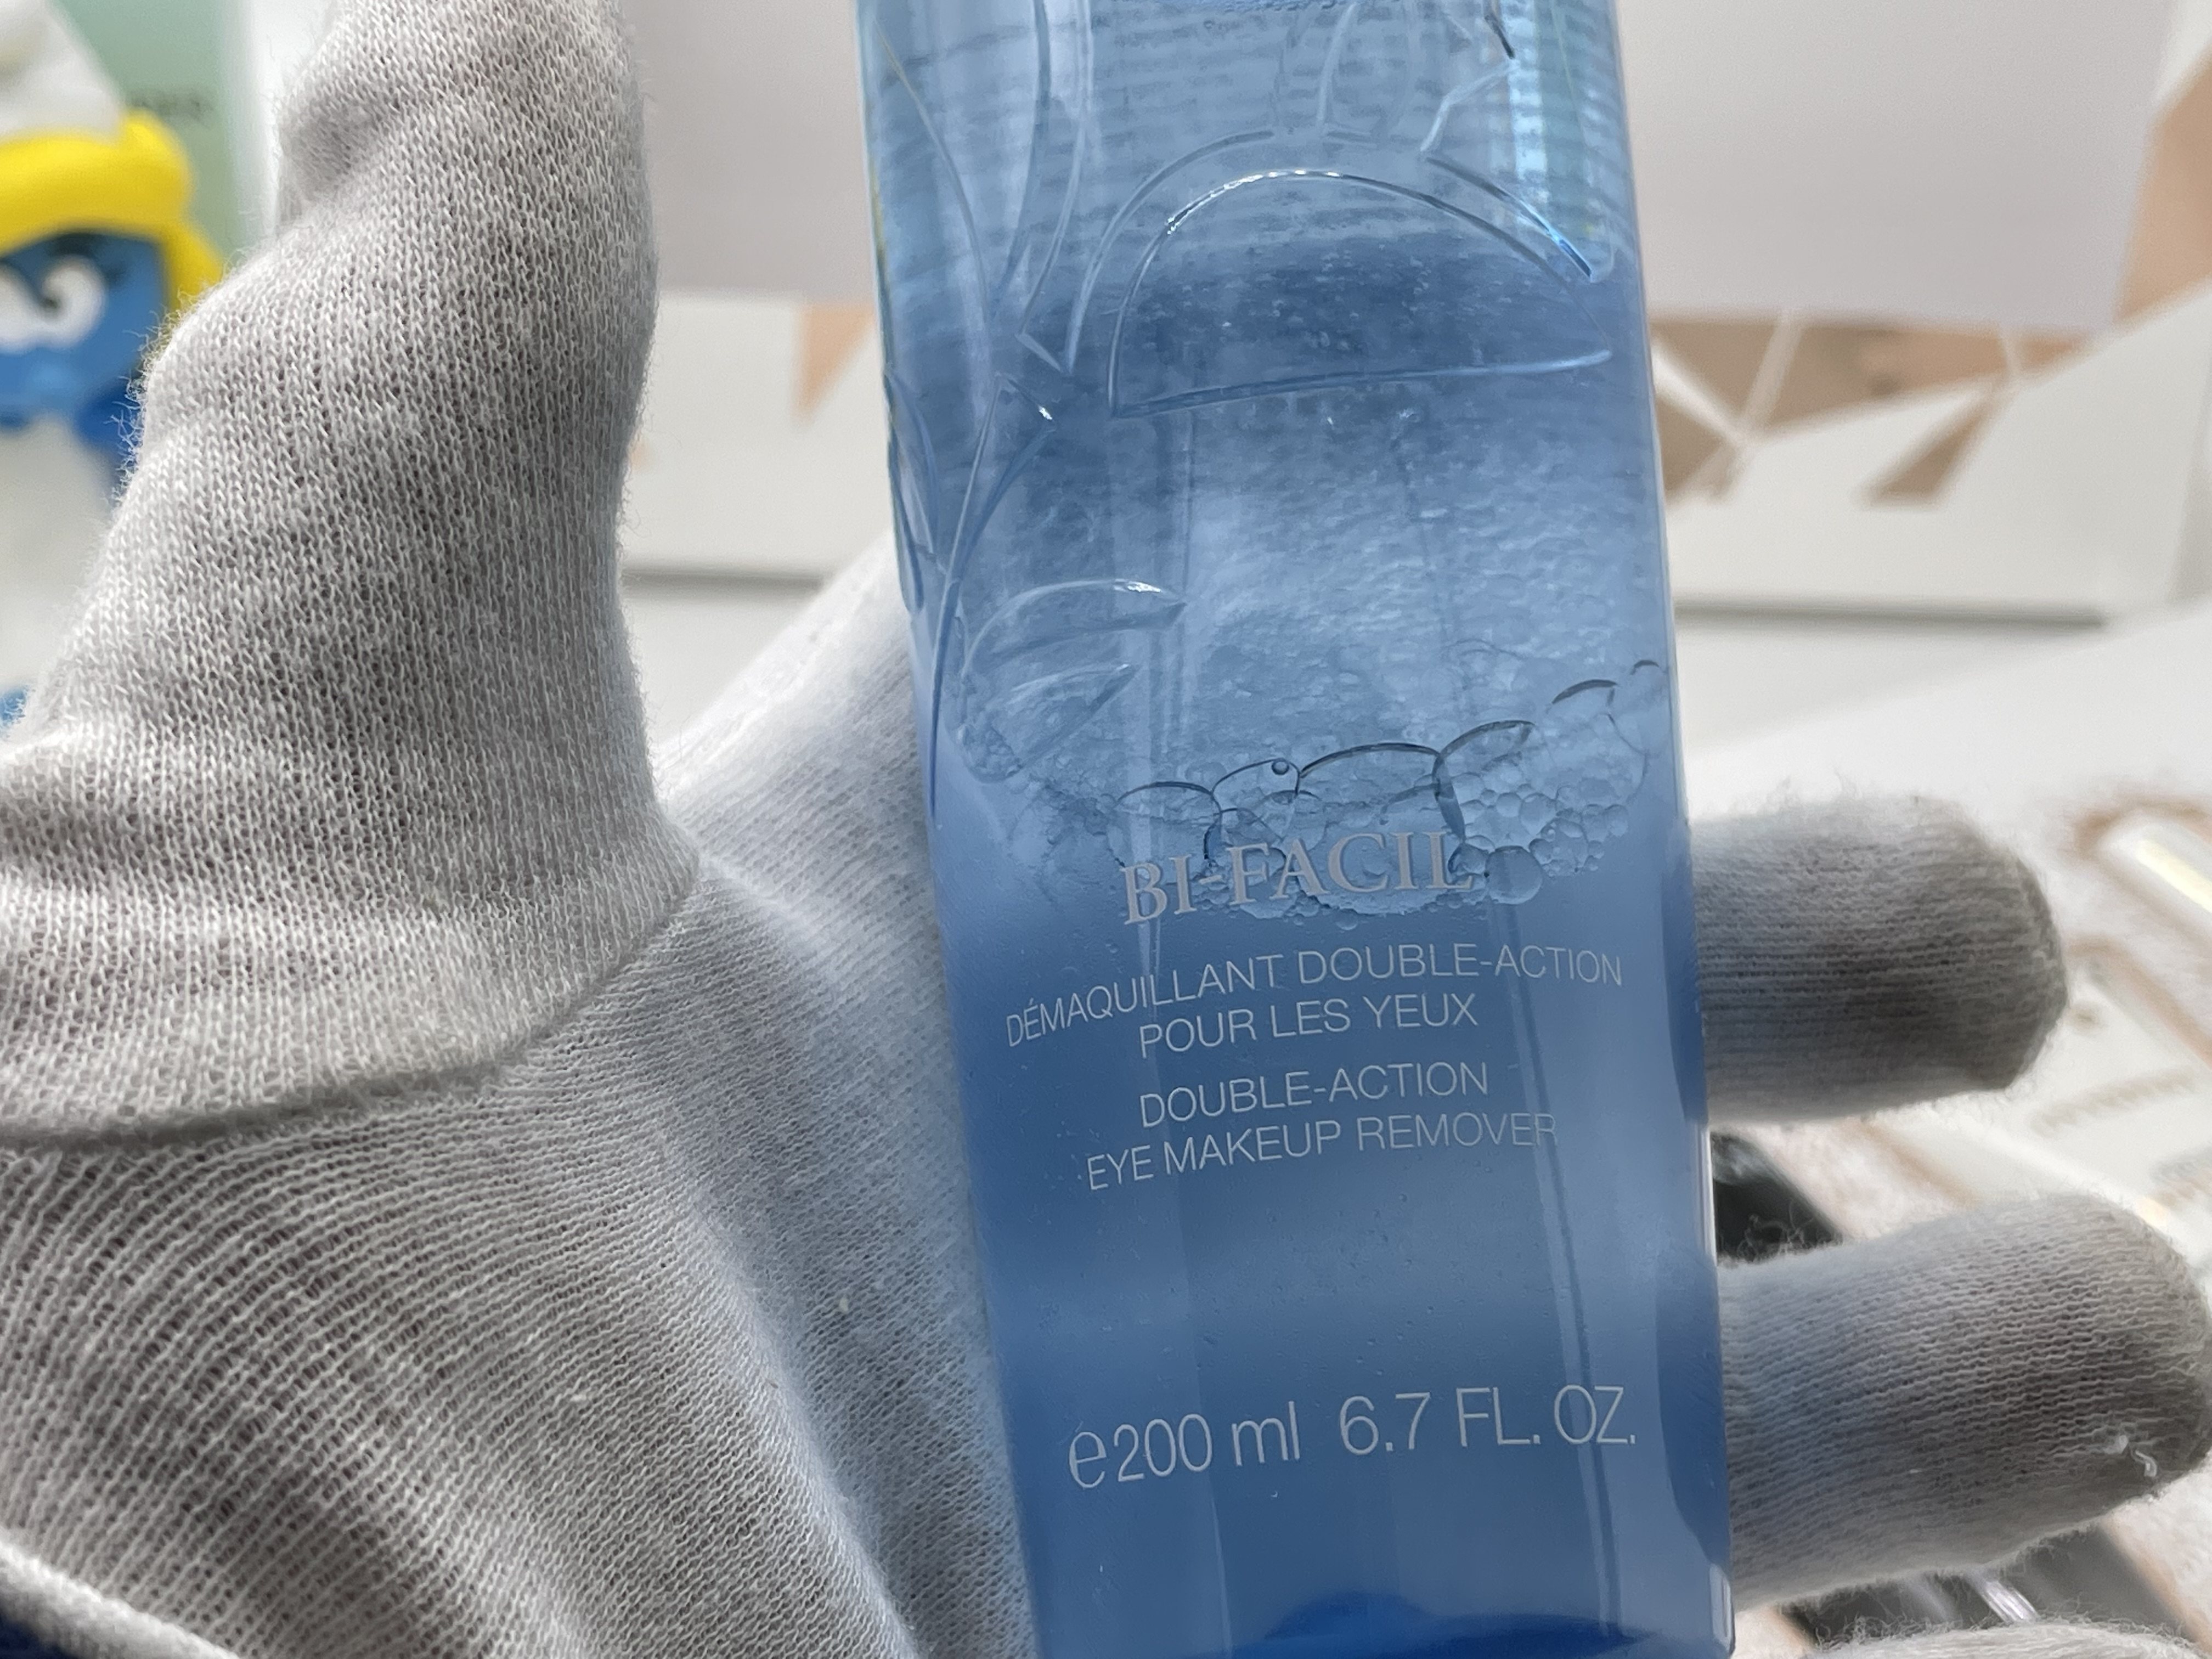 BI-FACIL
DÉMAQUILLANT DOUBLE-ACTION
POUR LES YEUX
DOUBLE-ACTION
EYE MAKEUP REMOVER
℮200 ml 6.7 FL. OZ.